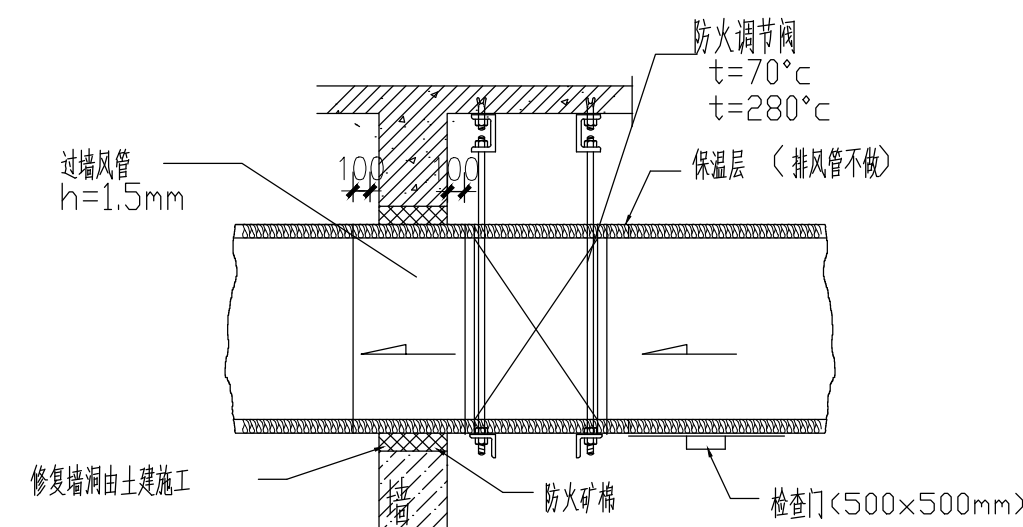 防火调节阀
t=70°c
t=280°c
过墙风管
h=1.5mm
100
100
保温层 （排风管不做）
修复墙洞由土建施工
墙
防火矿棉
检查门(500x500mm)